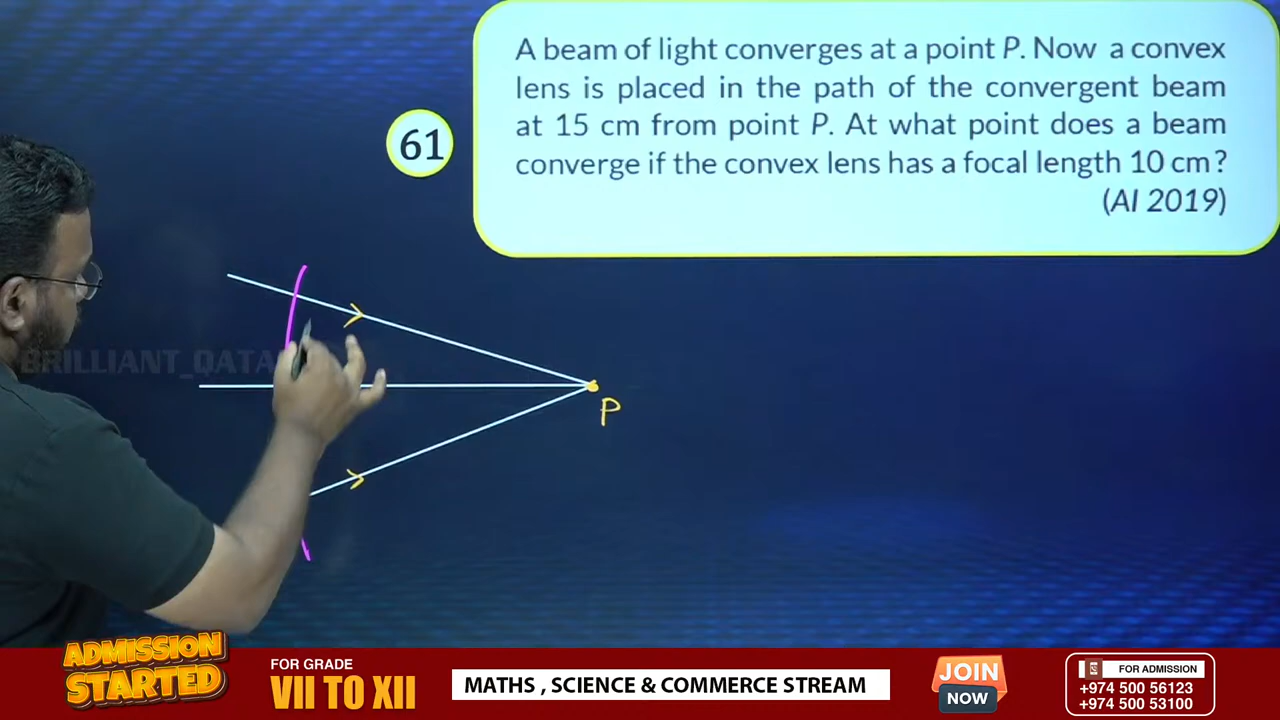 A beam of light converges at a point P. Now a convex
lens is placed in the path of the convergent beam
at 15 cm from point P. At what point does a beam
converge if the convex lens has a focal length 10 cm?
(AI 2019)
61
P
BRILLIANT_QATA
ADMISSION
STARTED
FOR GRADE
VII TO XII
MATHS , SCIENCE & COMMERCE STREAM
JOIN
NOW
FOR ADMISSION
+974 500 56123
+974 500 53100